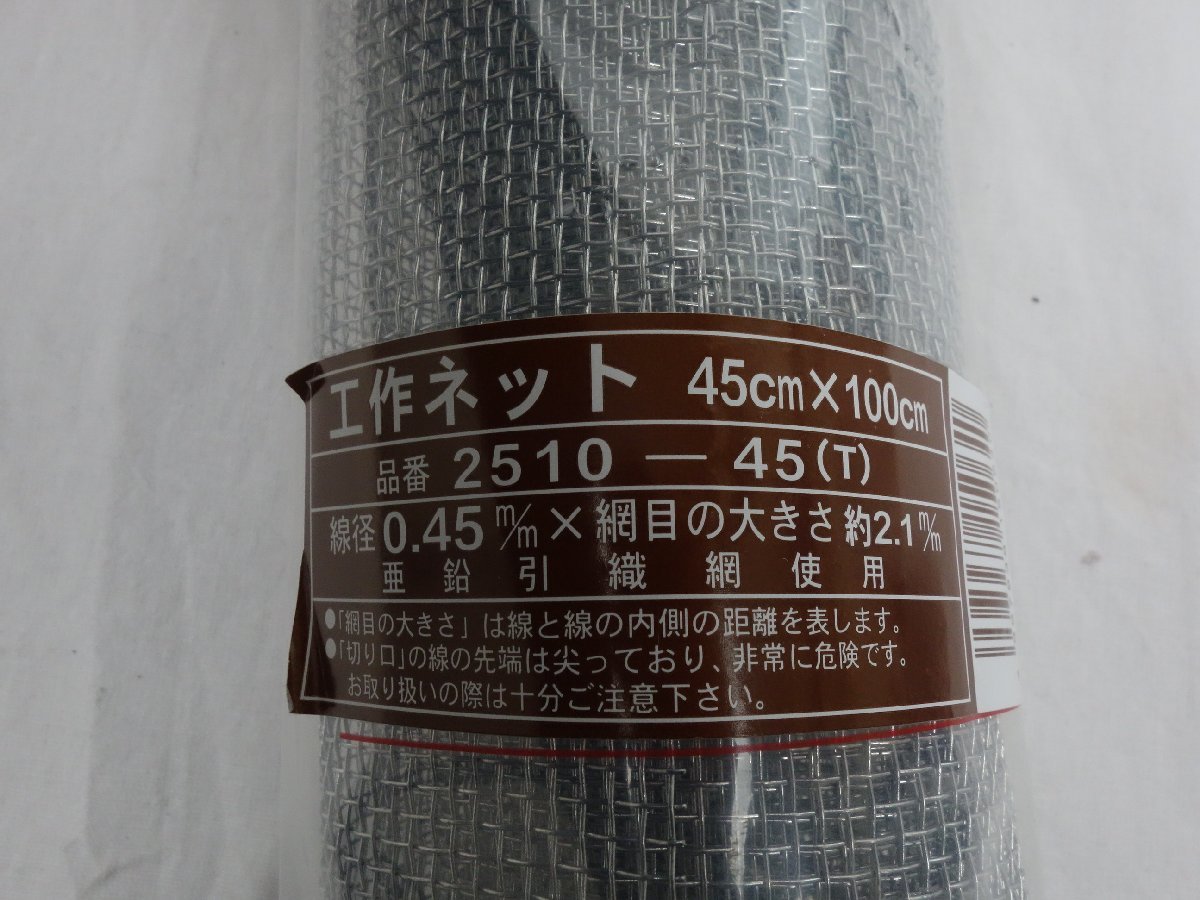 工作ネット 45cm×100cm
品番 2510 — 45(T)
線径 0.45m/m×網目の大きさ 約2.1m/m
亜鉛引織網使用
●「網目の大きさ」は線と線の内側の距離を表します。
●「切り口」の線の先端は尖っており、非常に危険です。
お取り扱いの際は十分ご注意下さい。